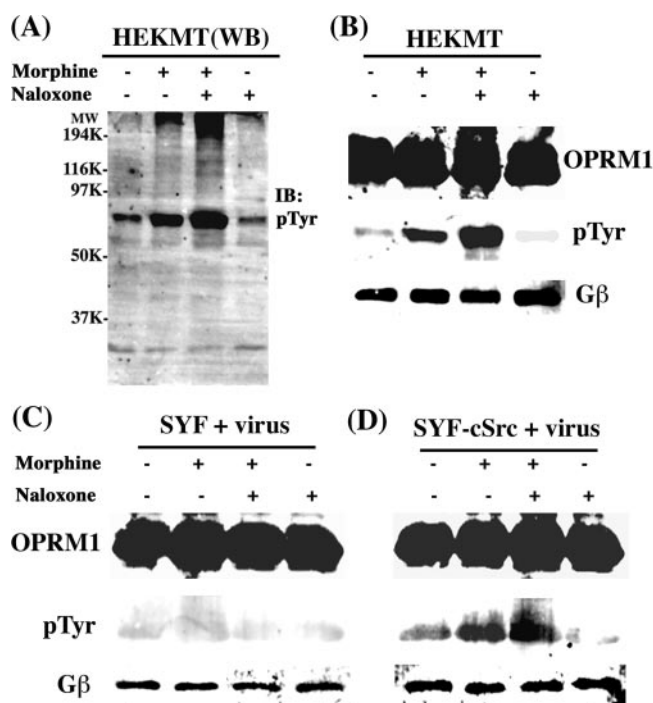 (A)
HEKMT(WB)
Morphine - + + -
Naloxone - - + +
MW
194K-
116K-
97K-
50K-
37K-
IB:
pTyr
(B)
HEKMT
- + + -
- - + +
OPRM1
pTyr
Gβ
(C)
SYF + virus
Morphine - + + -
Naloxone - - + +
OPRM1
pTyr
Gβ
(D)
SYF-cSrc + virus
- + + -
- - + +